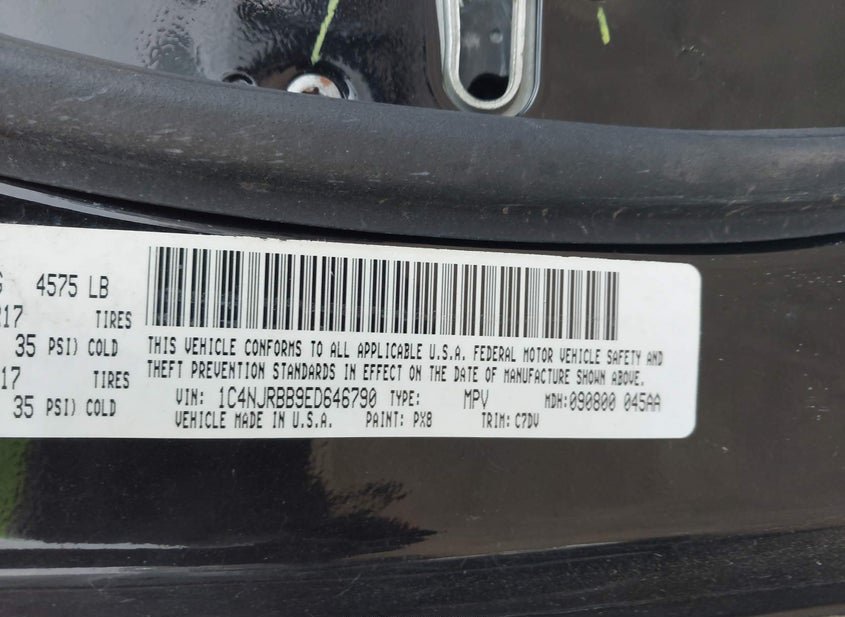 4575 LB
TIRES
35 PSI) COLD
17 TIRES
35 PSI) COLD
THIS VEHICLE CONFORMS TO ALL APPLICABLE U.S.A. FEDERAL MOTOR VEHICLE SAFETY AND
THEFT PREVENTION STANDARDS IN EFFECT ON THE DATE OF MANUFACTURE SHOWN ABOVE.
VIN: 1C4NJRBB9ED646790 TYPE: MPV MDH:090800 045AA
VEHICLE MADE IN U.S.A. PAINT: PX8 TRIM: C7DV